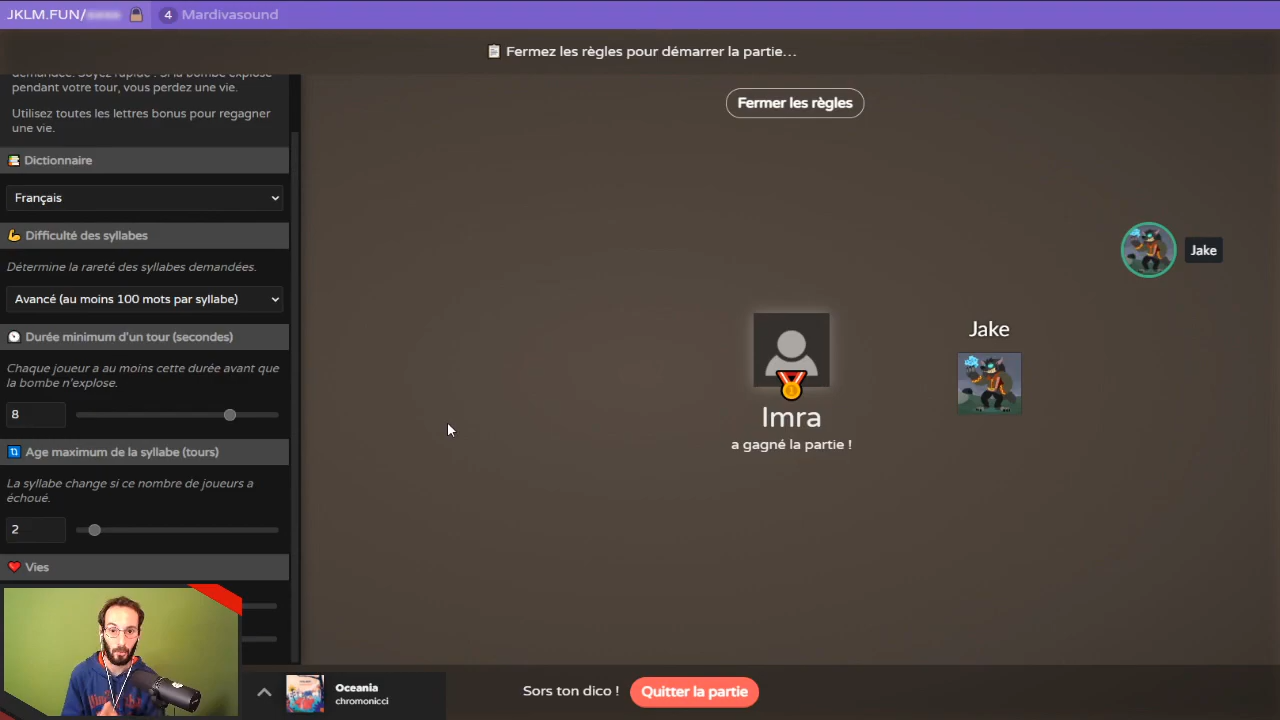 JKLM.FUN/
4 Mardivasound
Fermez les règles pour démarrer la partie…
pendant votre tour, vous perdez une vie.
Utilisez toutes les lettres bonus pour regagner
une vie.
Dictionnaire
Français
Difficulté des syllabes
Détermine la rareté des syllabes demandées.
Avancé (au moins 100 mots par syllabe)
Durée minimum d'un tour (secondes)
Chaque joueur a au moins cette durée avant que
la bombe n'explose.
8
Age maximum de la syllabe (tours)
La syllabe change si ce nombre de joueurs a
échoué.
2
Vies
Fermer les règles
Jake
Jake
Imra
a gagné la partie !
Oceania
chromonicci
Sors ton dico !
Quitter la partie